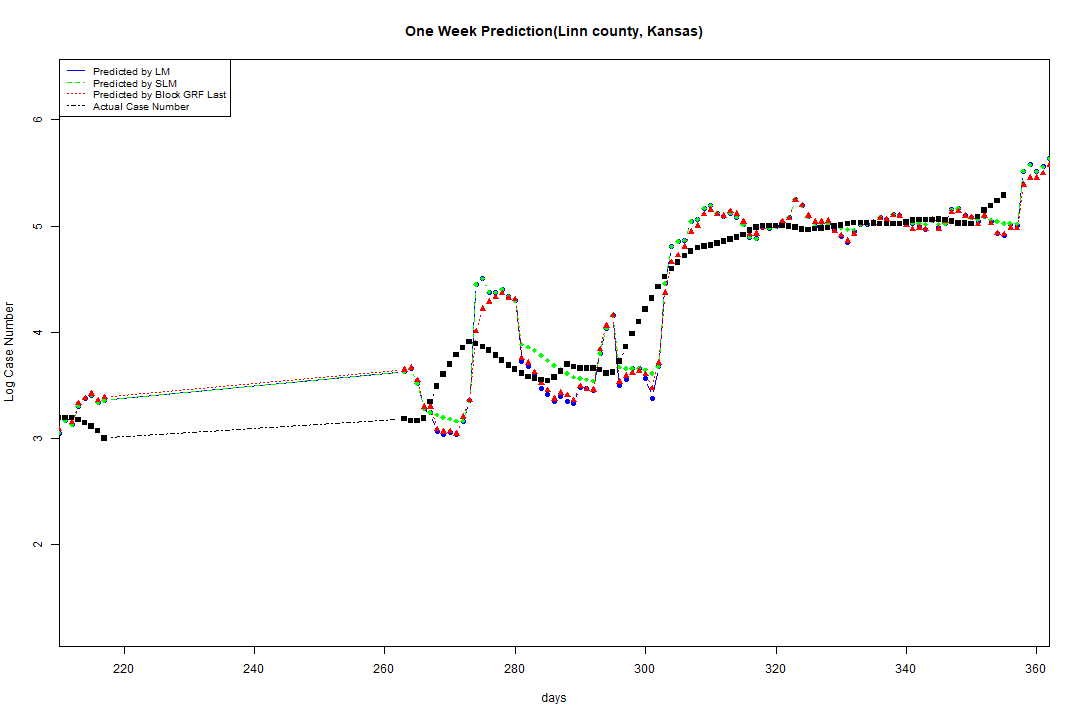 One Week Prediction(Linn county, Kansas)
Predicted by LM
Predicted by SLM
Predicted by Block GRF Last
Actual Case Number
Log Case Number
6
5
4
3
2
220 240 260 280 300 320 340 360
days